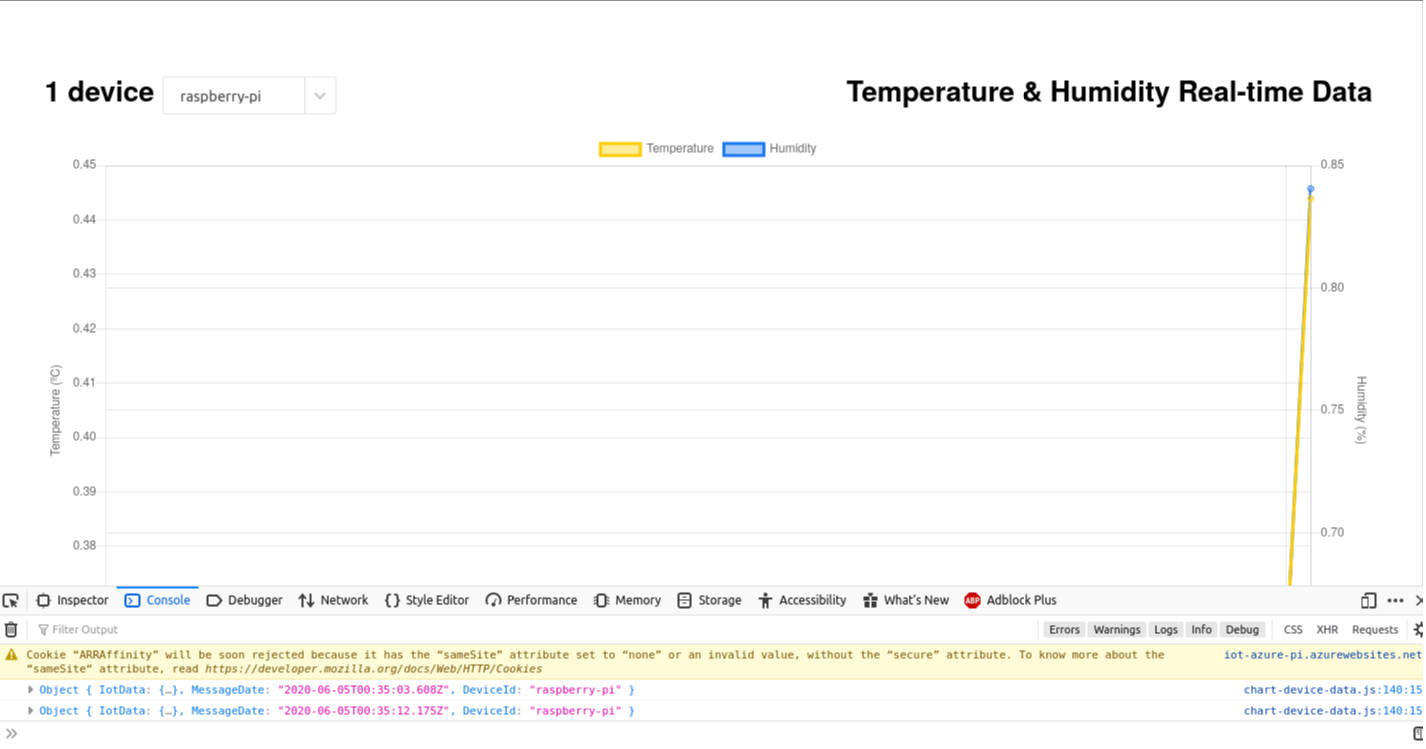 1 device raspberry-pi
Temperature & Humidity Real-time Data
Temperature Humidity
0.45 0.85
0.44
0.43
0.80
0.42
0.41
0.75
0.40
0.39
0.70
0.38
Temperature (ºC)
Humidity (%)
Inspector Console Debugger Network {} Style Editor Performance Memory Storage Accessibility What's New ABP Adblock Plus
Filter Output Errors Warnings Logs Info Debug CSS XHR Requests
Cookie “ARRAffinity” will be soon rejected because it has the “sameSite” attribute set to “none” or an invalid value, without the “secure” attribute. To know more about the iot-azure-pi.azurewebsites.net
“sameSite“ attribute, read https://developer.mozilla.org/docs/Web/HTTP/Cookies
Object { IotData: {…}, MessageDate: "2020-06-05T00:35:03.608Z", DeviceId: "raspberry-pi" } chart-device-data.js:140:15
Object { IotData: {…}, MessageDate: "2020-06-05T00:35:12.175Z", DeviceId: "raspberry-pi" } chart-device-data.js:140:15